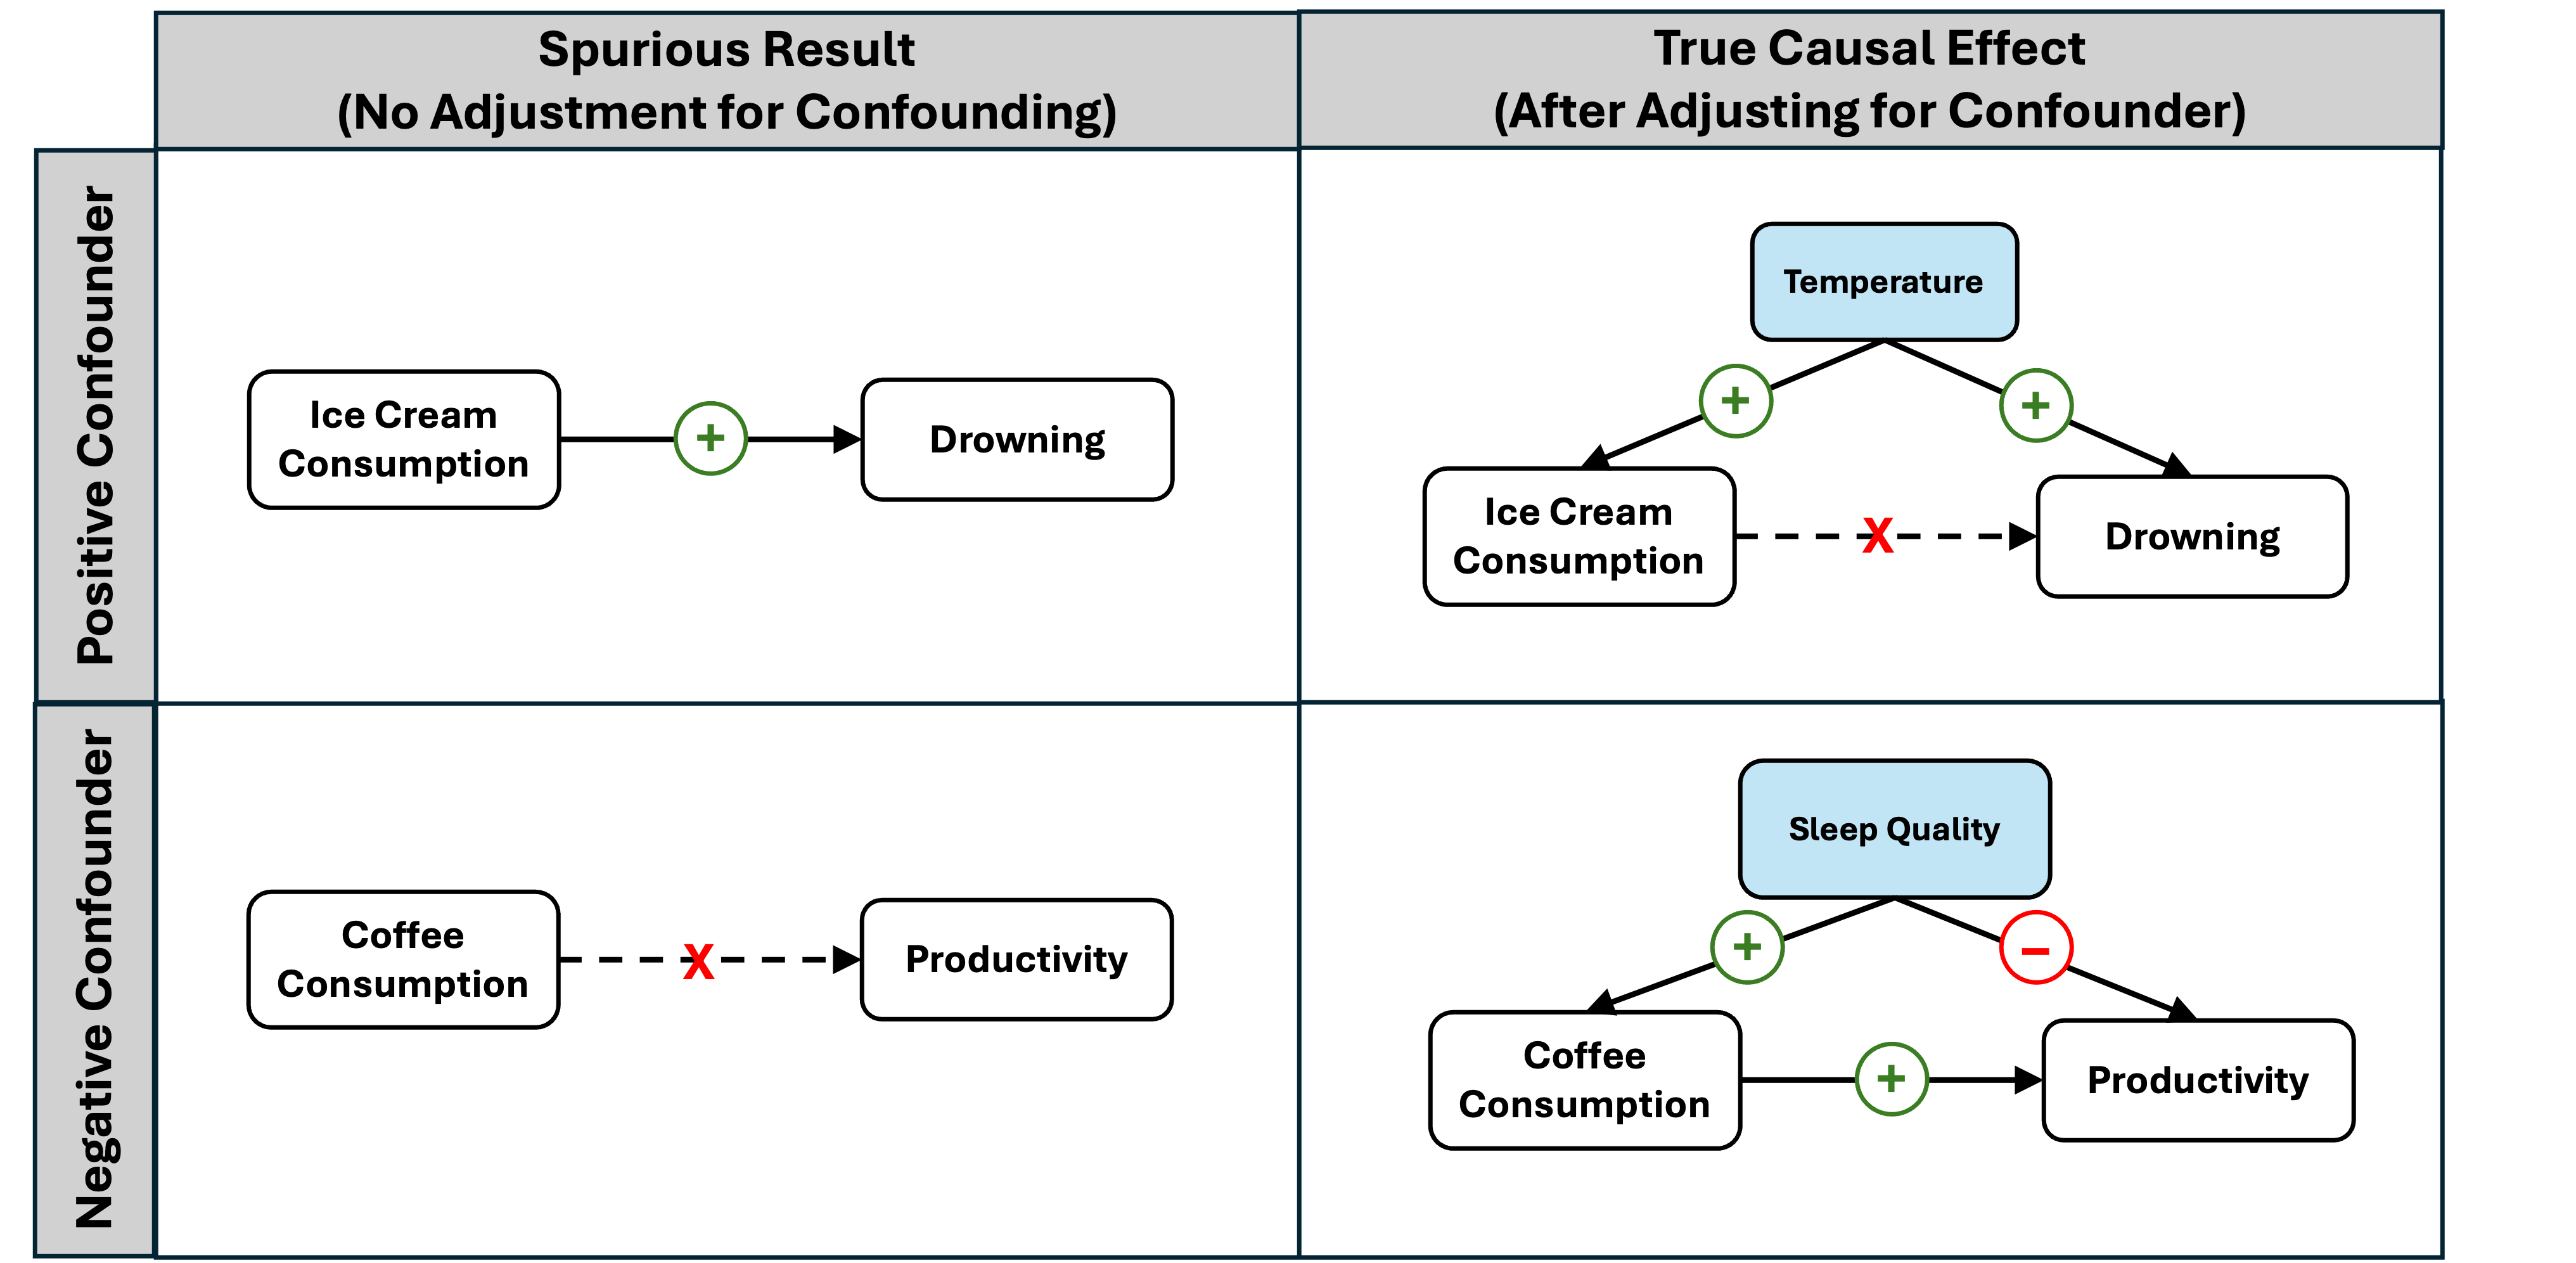 Spurious Result
(No Adjustment for Confounding)
True Causal Effect
(After Adjusting for Confounder)
Positive Confounder
Ice Cream
Consumption
+
Drowning
Temperature
+
+
Ice Cream
Consumption
X
Drowning
Negative Confounder
Coffee
Consumption
X
Productivity
Sleep Quality
+
−
Coffee
Consumption
+
Productivity